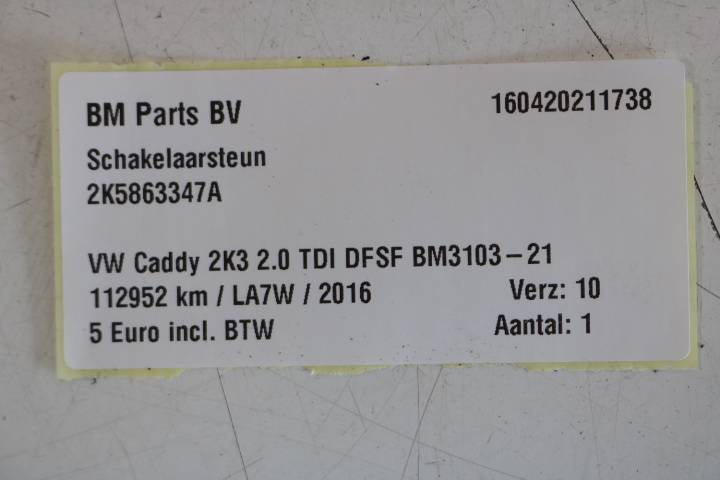 BM Parts BV 160420211738
Schakelaarsteun
2K5863347A
VW Caddy 2K3 2.0 TDI DFSF BM3103-21
112952 km / LA7W / 2016 Verz: 10
5 Euro incl. BTW Aantal: 1